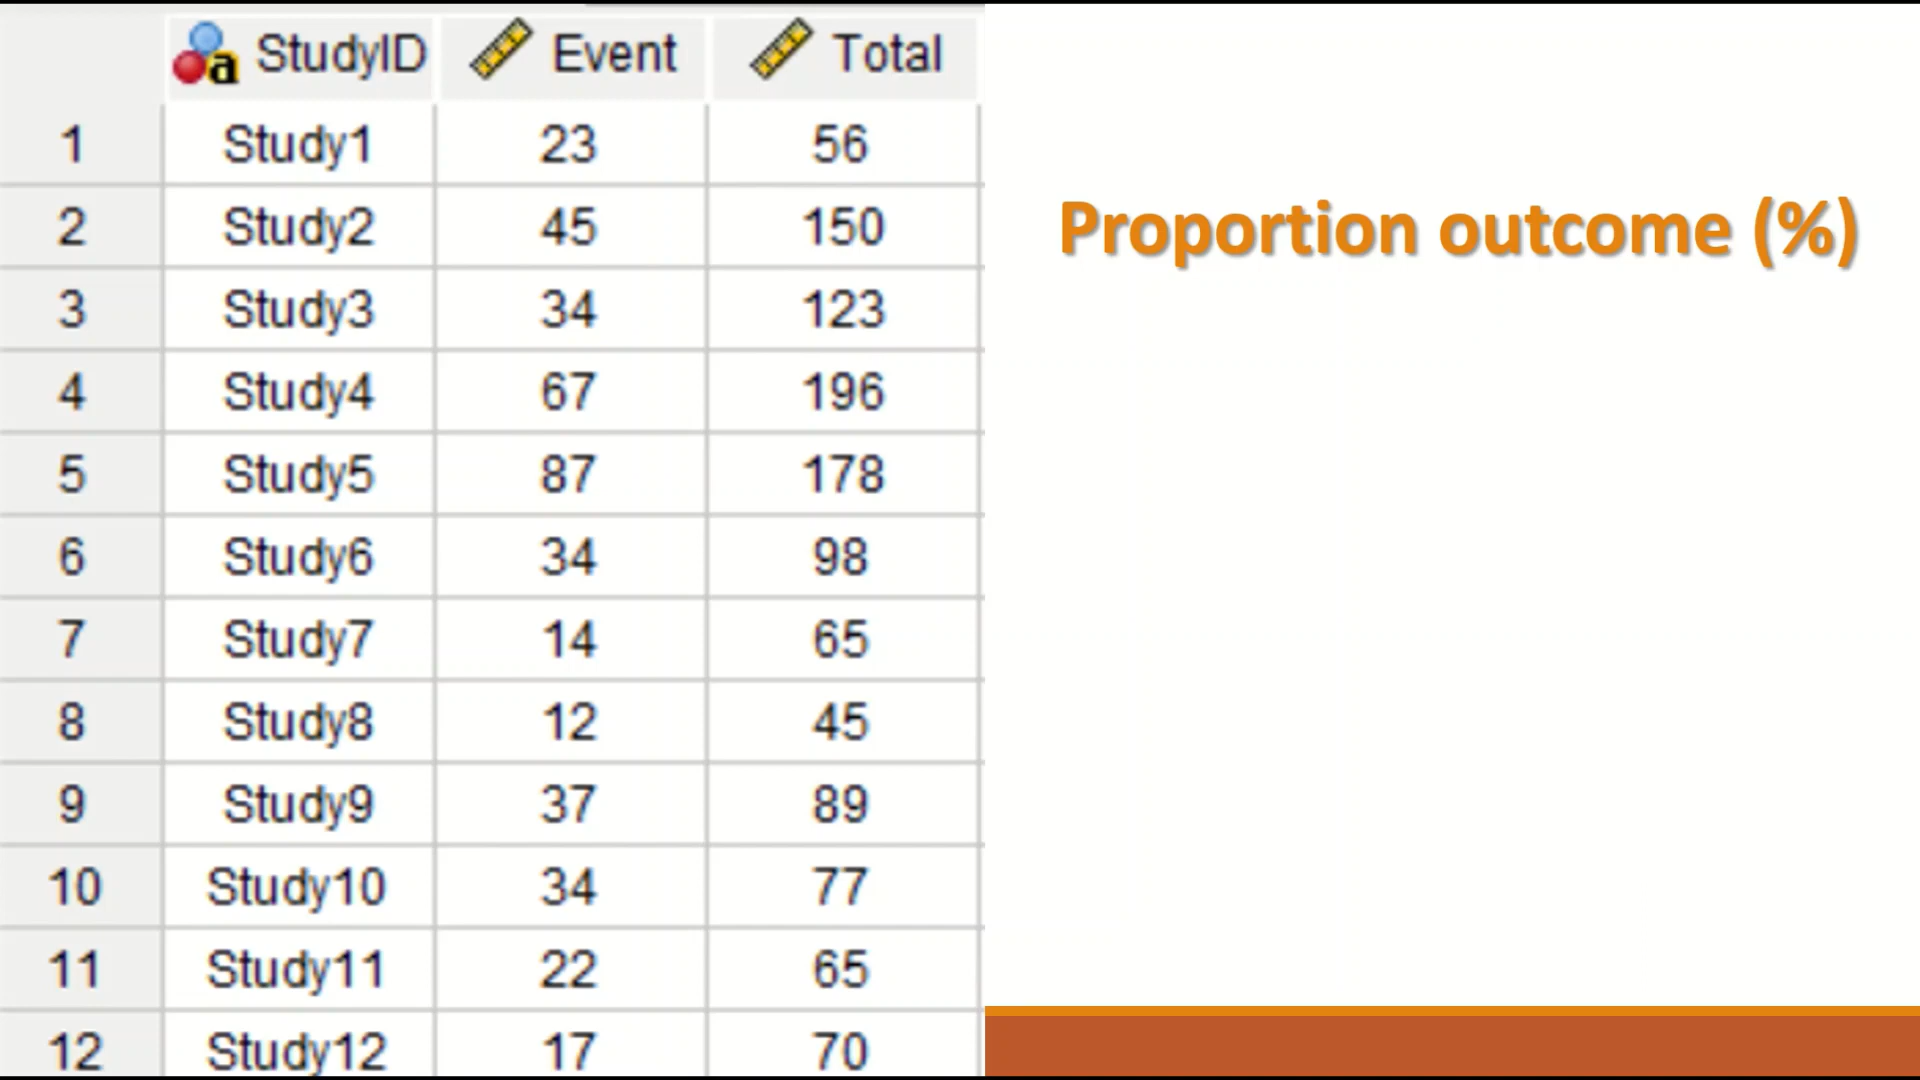 StudyID Event Total
1 Study1 23 56
2 Study2 45 150
3 Study3 34 123
4 Study4 67 196
5 Study5 87 178
6 Study6 34 98
7 Study7 14 65
8 Study8 12 45
9 Study9 37 89
10 Study10 34 77
11 Study11 22 65
12 Study12 17 70
Proportion outcome (%)